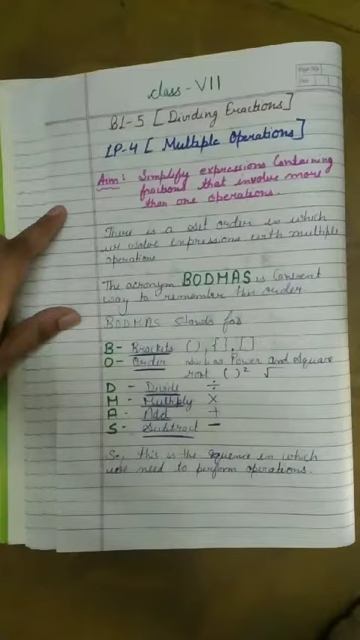 Class - VII
BL-5 [Dividing Fractions]
LP-4 [Multiple Operations]
Aim: Simplify expressions containing
fractions that involve more
than one operations.
There is a set order in which
we solve expressions with multiple
operations
The acronym BODMAS is convenient
way to remember this order
BODMAS stands for
B- Brackets ( ), { }, [ ]
O- Order such as Power and square
root ( )² √
D - Divide ÷
M - Multiply ×
A - Add +
S - Subtract -
So, this is the sequence in which
we need to perform operations.